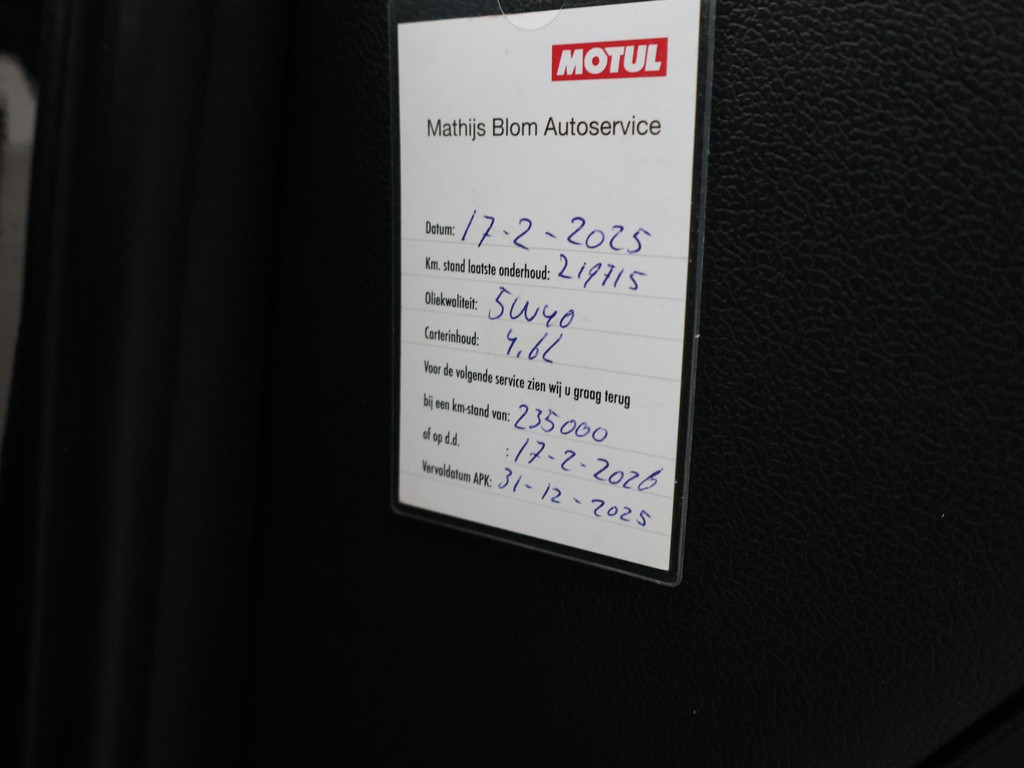 MOTUL
Mathijs Blom Autoservice
Datum: 17-2-2025
Km. stand laatste onderhoud: 219715
Oliekwaliteit: 5W40
Carterinhoud: 4.6L
Voor de volgende service zien wij u graag terug
bij een km-stand van: 235000
of op d.d. : 17-2-2026
Vervaldatum APK: 31-12-2025